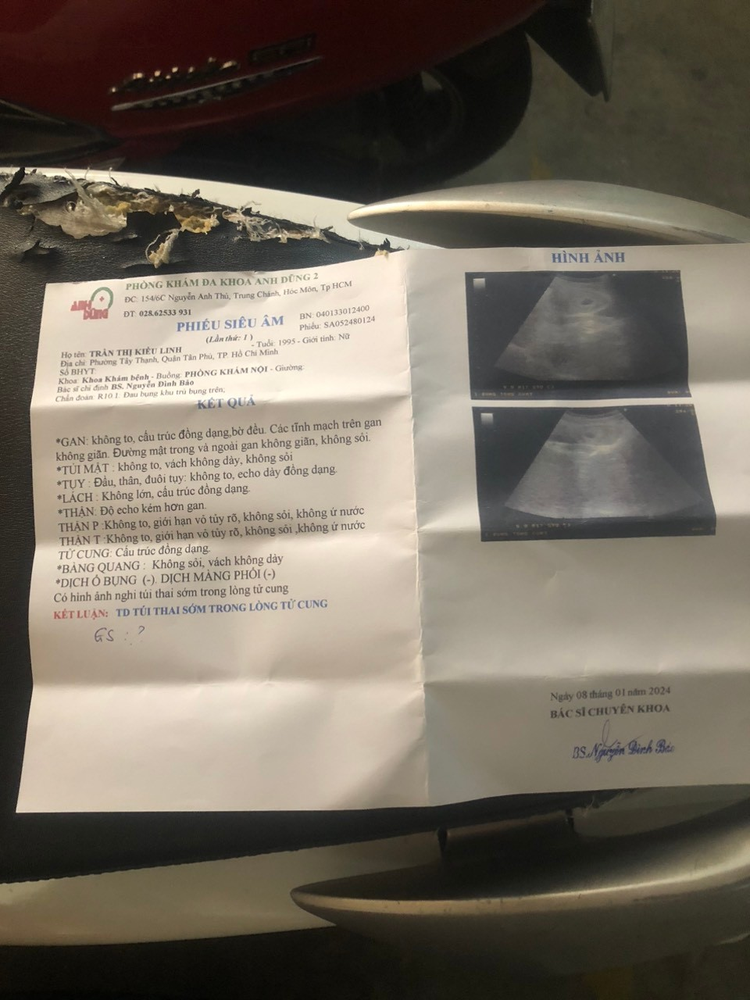 PHÒNG KHÁM ĐA KHOA ANH DŨNG 2
ĐC: 154/6C Nguyễn Ảnh Thủ, Trung Chánh, Hóc Môn, Tp HCM
ANH DŨNG
ĐT: 028.62533 931
PHIẾU SIÊU ÂM
BN: 040133012400
(Lần thứ: 1)
Phiếu: SA052480124
Họ tên: TRẦN THỊ KIỀU LINH - Tuổi: 1995 - Giới tính: Nữ
Địa chỉ: Phường Tây Thạnh, Quận Tân Phú, TP. Hồ Chí Minh
Số BHYT:
Khoa: Khoa Khám bệnh - Buồng: PHÒNG KHÁM NỘI - Giường:
Bác sĩ chỉ định BS. Nguyễn Đình Bảo
Chẩn đoán: R10.1. Đau bụng khu trú bụng trên;
KẾT QUẢ
*GAN: không to, cấu trúc đồng dạng,bờ đều. Các tĩnh mạch trên gan
không giãn. Đường mật trong và ngoài gan không giãn, không sỏi.
*TÚI MẬT : không to, vách không dày, không sỏi
*TỤY : Đầu, thân, đuôi tụy: không to, echo dày đồng dạng.
*LÁCH : Không lớn, cấu trúc đồng dạng.
*THẬN: Độ echo kém hơn gan.
THẬN P :Không to, giới hạn vỏ tủy rõ, không sỏi, không ứ nước
THẬN T :Không to, giới hạn vỏ tủy rõ, không sỏi ,không ứ nước
TỬ CUNG: Cấu trúc đồng dạng.
*BÀNG QUANG : Không sỏi, vách không dày
*DỊCH Ổ BỤNG (-). DỊCH MÀNG PHỔI (-)
Có hình ảnh nghi túi thai sớm trong lòng tử cung
KẾT LUẬN: TD TÚI THAI SỚM TRONG LÒNG TỬ CUNG
GS : ?
HÌNH ẢNH
Ngày 08 tháng 01 năm 2024
BÁC SĨ CHUYÊN KHOA
BS.Nguyễn Đình Bảo